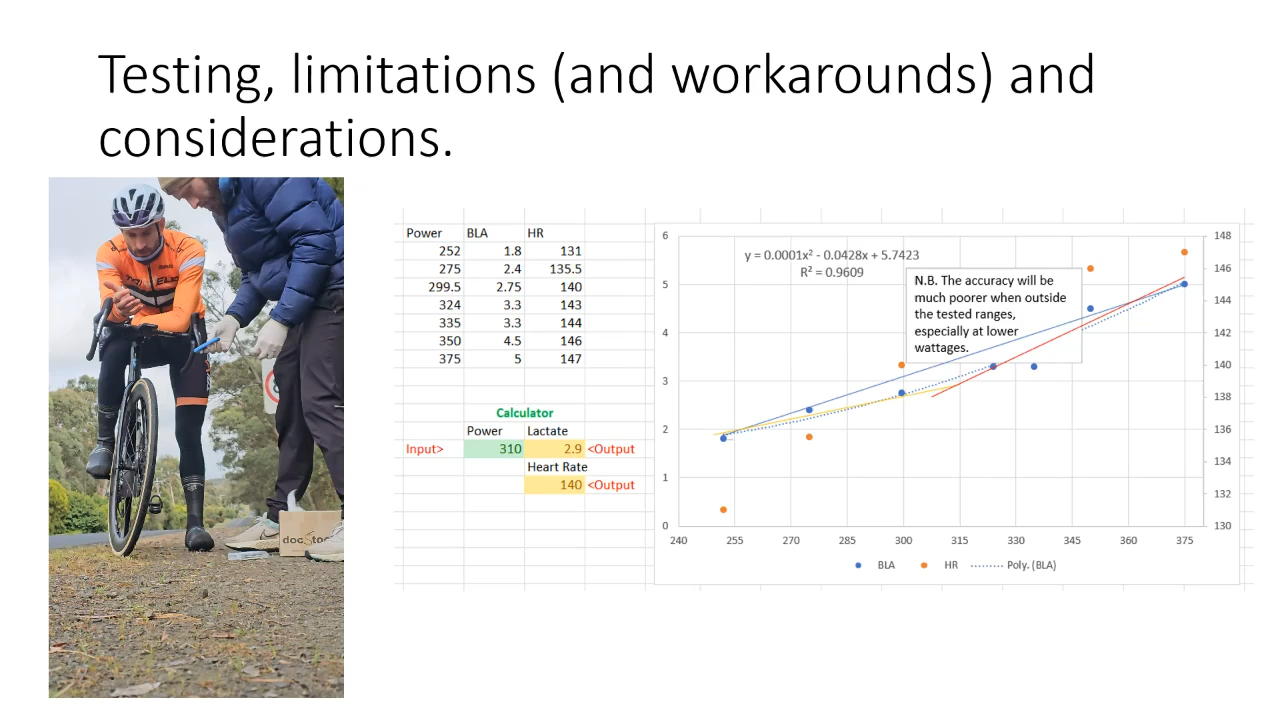 Testing, limitations (and workarounds) and
considerations.
Power BLA HR
252 1.8 131
275 2.4 135.5
299.5 2.75 140
324 3.3 143
335 3.3 144
350 4.5 146
375 5 147
Calculator
Power Lactate
Input> 310 2.9 <Output
Heart Rate
140 <Output
y = 0.0001x² - 0.0428x + 5.7423
R² = 0.9609
N.B. The accuracy will be
much poorer when outside
the tested ranges,
especially at lower
wattages.
6
5
4
3
2
1
0
148
146
144
142
140
138
136
134
132
130
240 255 270 285 300 315 330 345 360 375
BLA HR Poly. (BLA)